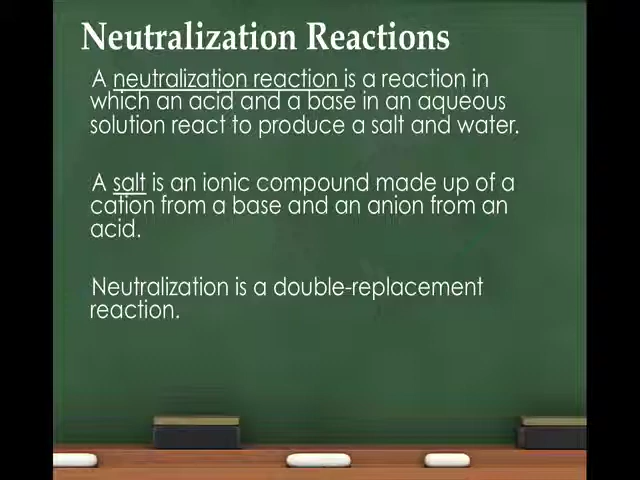 Neutralization Reactions
A neutralization reaction is a reaction in
which an acid and a base in an aqueous
solution react to produce a salt and water.
A salt is an ionic compound made up of a
cation from a base and an anion from an
acid.
Neutralization is a double-replacement
reaction.